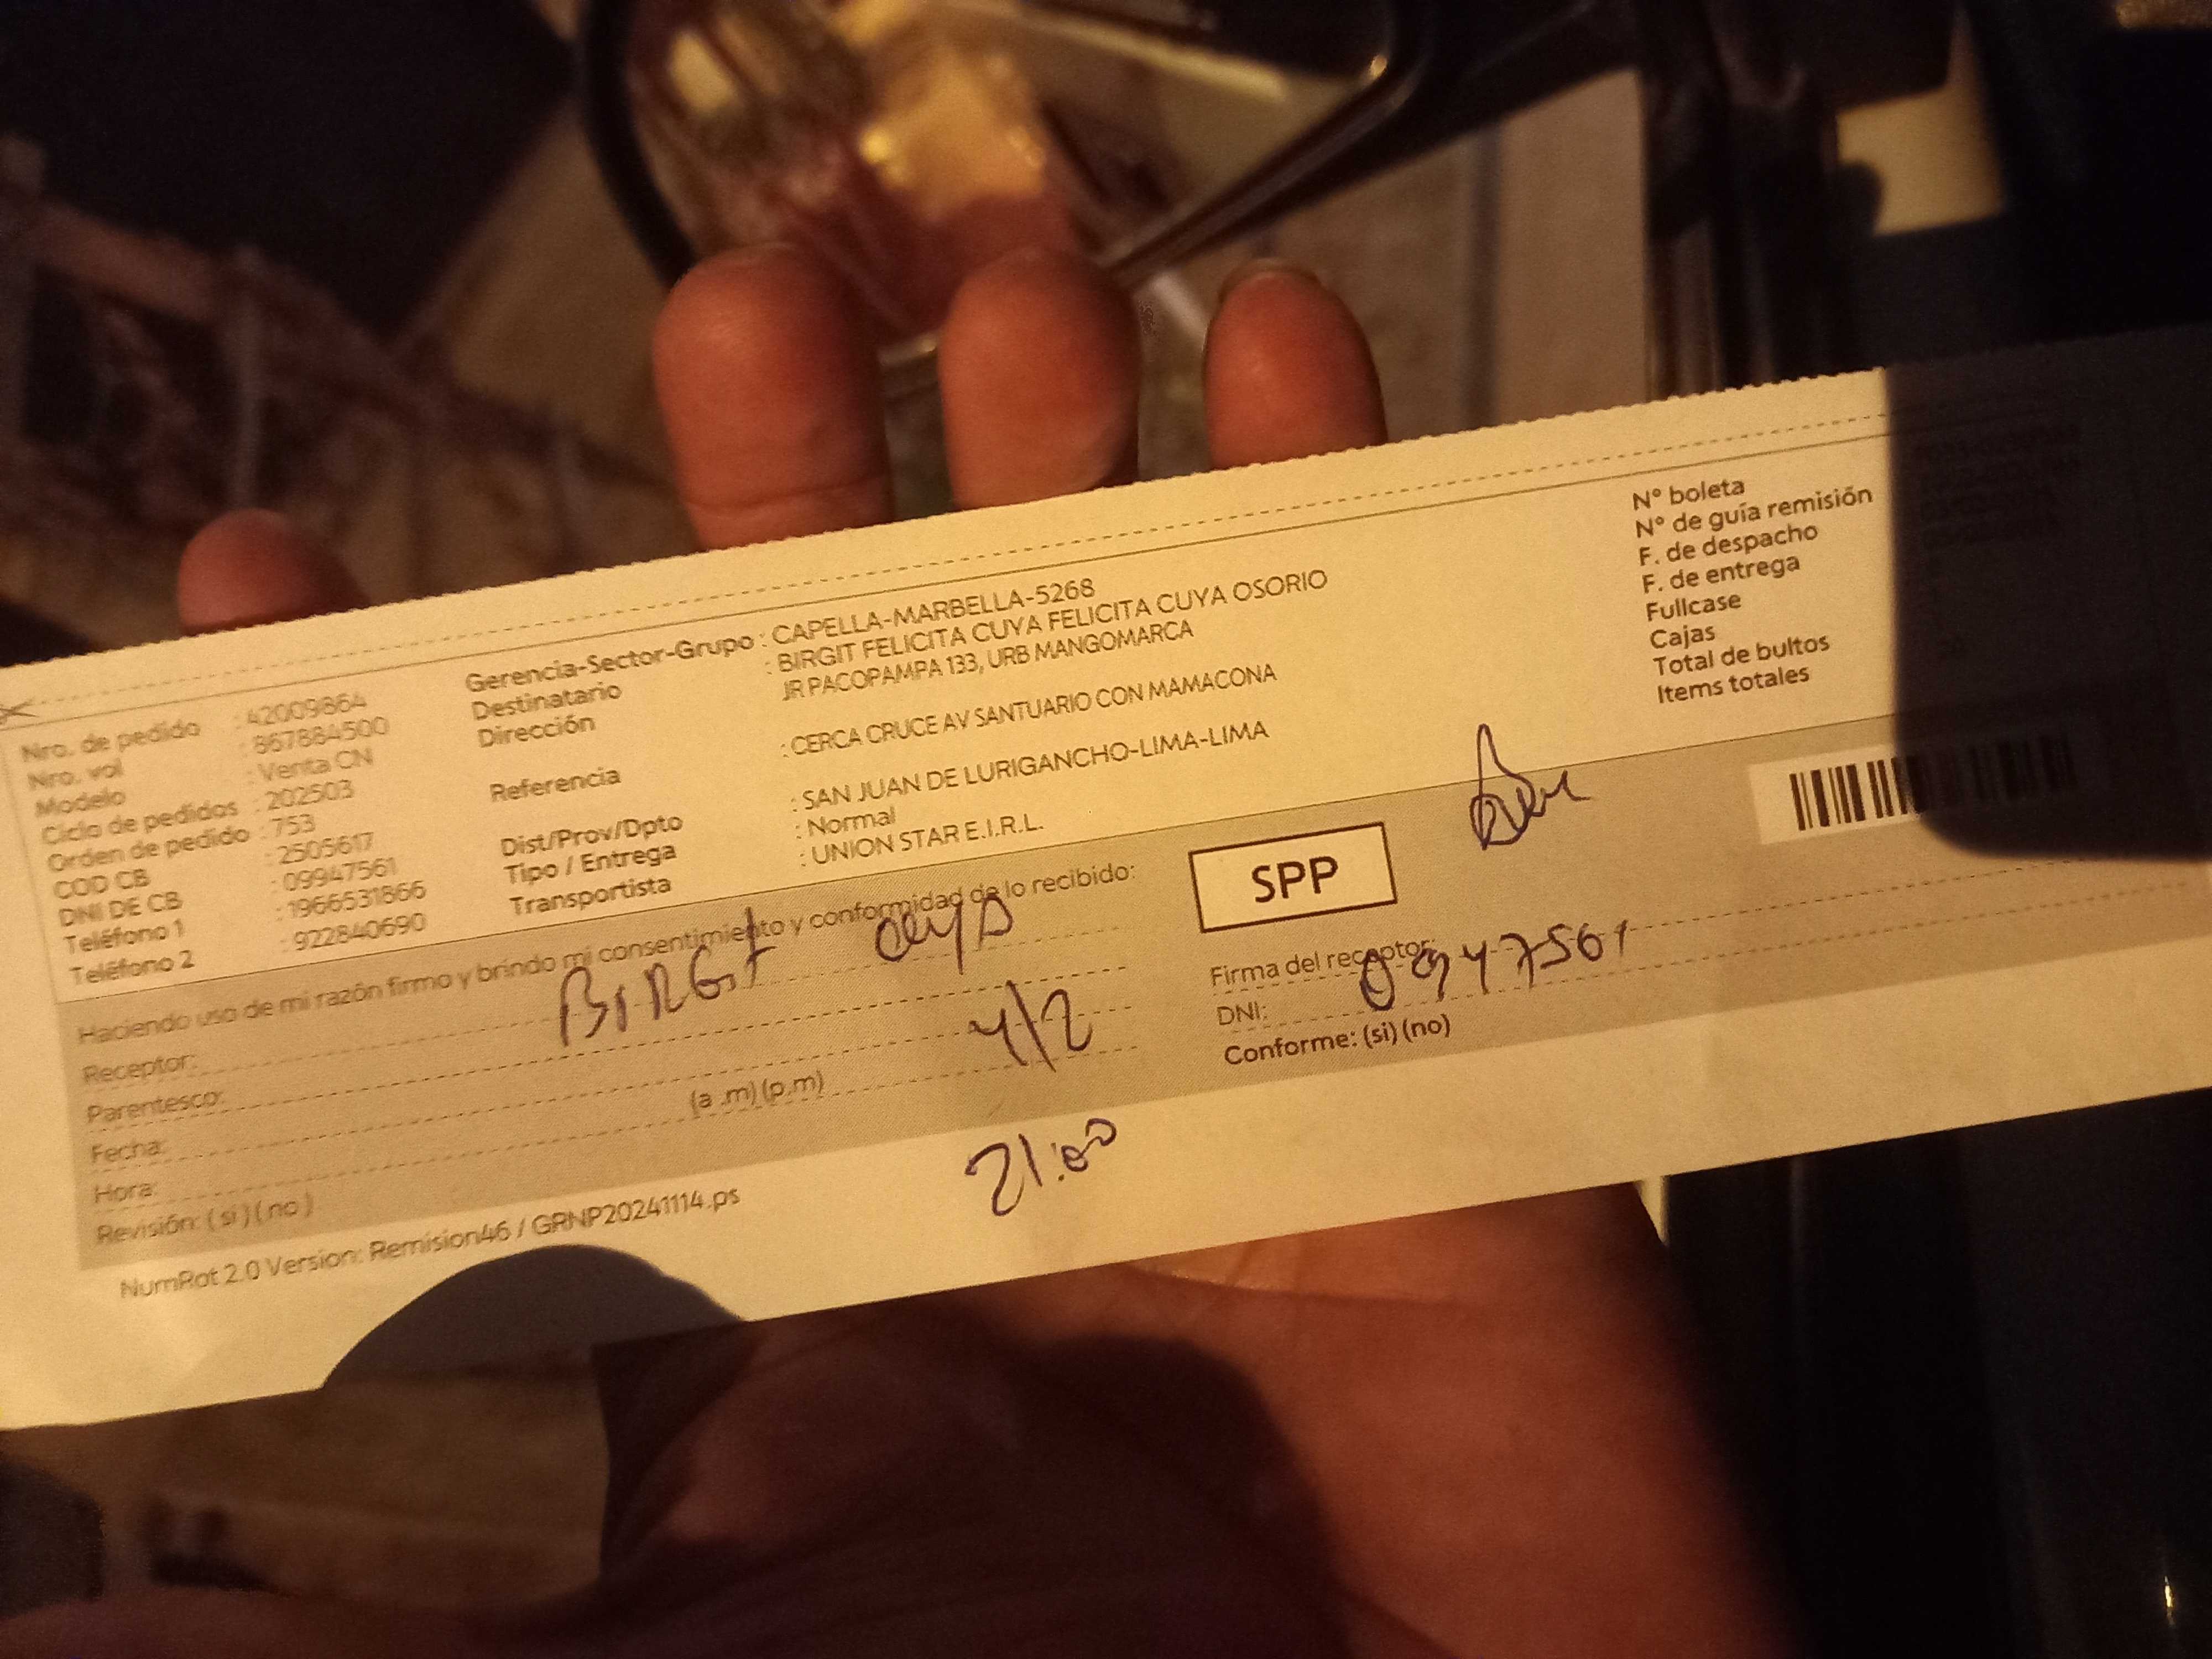 Nro. de pedido : 42009864
Nro. vol : 867884500
Modelo : Venta CN
Ciclo de pedidos : 202503
Orden de pedido : 753
COD CB : 2505617
DNI DE CB : 09947561
Teléfono 1 : 1966531866
Teléfono 2 : 922840690
Gerencia-Sector-Grupo : CAPELLA-MARBELLA-5268
Destinatario : BIRGIT FELICITA CUYA FELICITA CUYA OSORIO
Dirección JR PACOPAMPA 133, URB MANGOMARCA
Referencia : CERCA CRUCE AV SANTUARIO CON MAMACONA
Dist/Prov/Dpto : SAN JUAN DE LURIGANCHO-LIMA-LIMA
Tipo / Entrega : Normal
Transportista : UNION STAR E.I.R.L.
N° boleta
N° de guía remisión
F. de despacho
F. de entrega
Fullcase
Cajas
Total de bultos
Items totales
Haciendo uso de mi razón firmo y brindo mi consentimiento y conformidad de lo recibido:
SPP
Receptor: BIRGIT
Parentesco:
Fecha: 4/2
Hora: (a .m) (p.m) 21:00
Revisión: ( si ) ( no )
Firma del receptor:
DNI: 09947561
Conforme: (si) (no)
NumRot 2.0 Version: Remision46 / GRNP20241114.ps